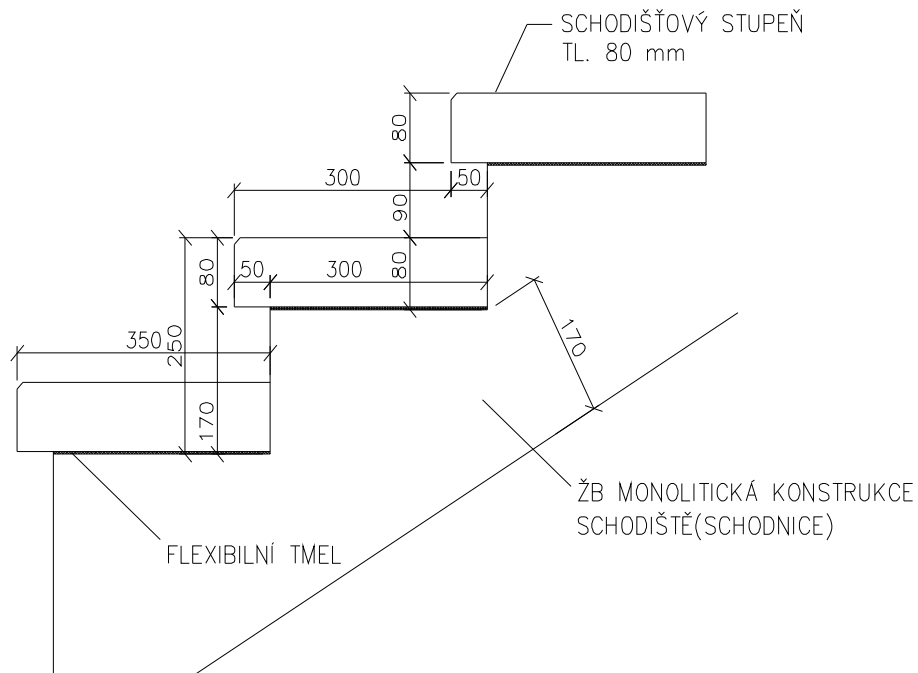 SCHODIŠŤOVÝ STUPEŇ
TL. 80 mm
80
300
50
90
80
50
300
80
250
350
170
170
ŽB MONOLITICKÁ KONSTRUKCE
SCHODIŠTĚ(SCHODNICE)
FLEXIBILNÍ TMEL